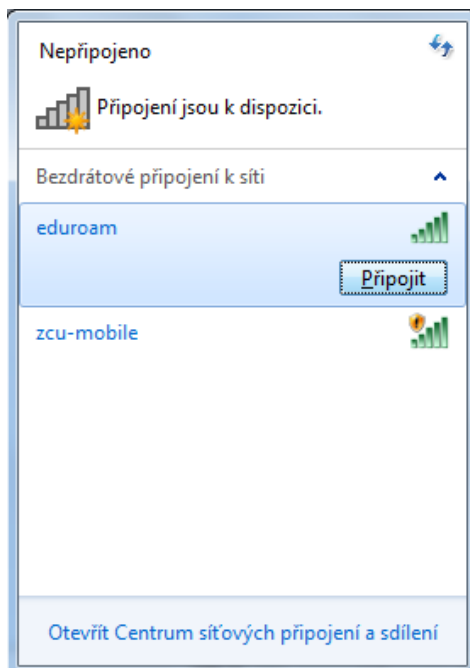 Nepřipojeno
Připojení jsou k dispozici.
Bezdrátové připojení k síti
eduroam
Připojit
zcu-mobile
Otevřít Centrum síťových připojení a sdílení